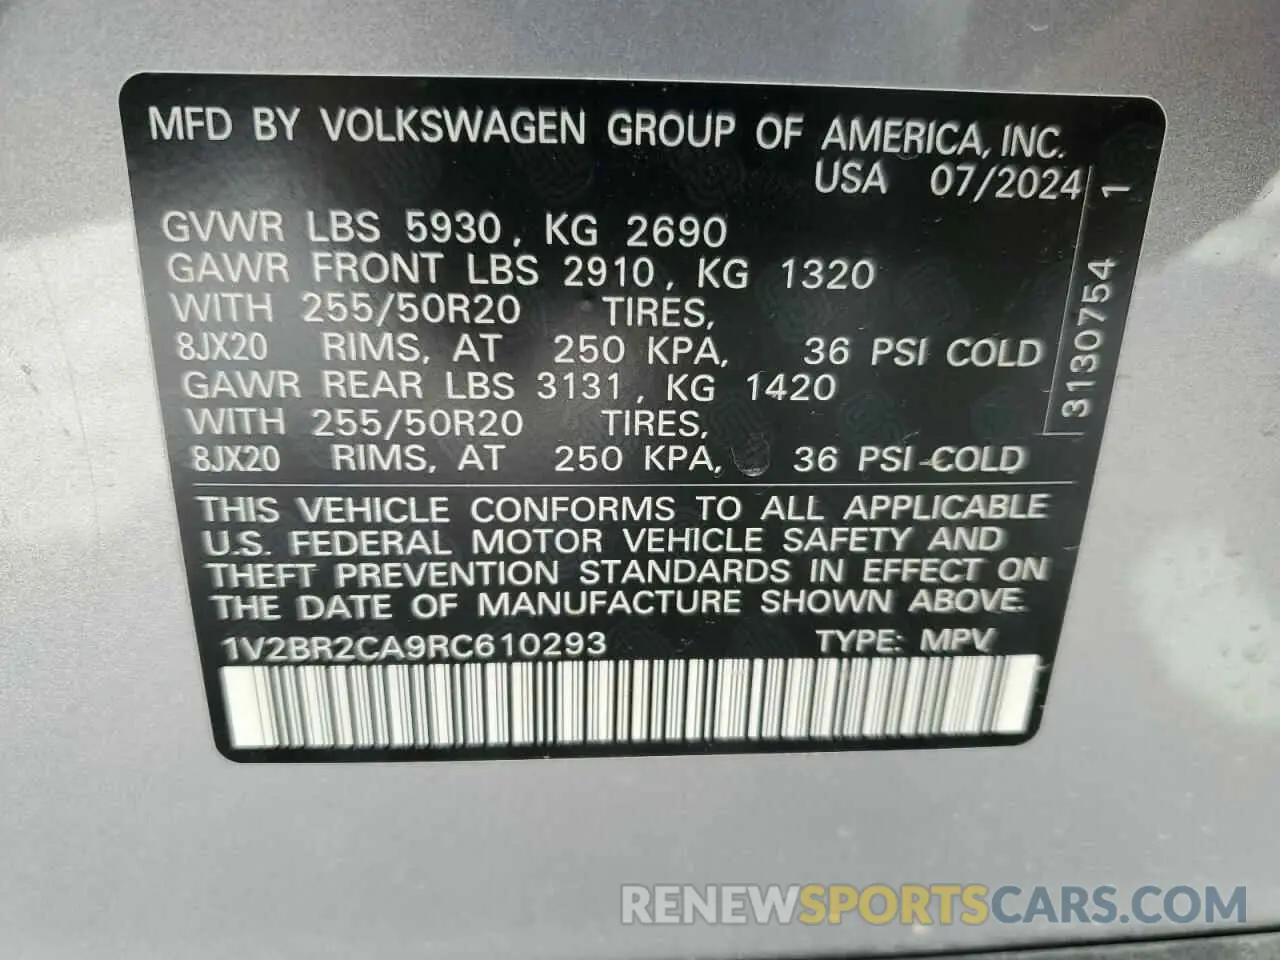 MFD BY VOLKSWAGEN GROUP OF AMERICA, INC.
USA 07/2024
GVWR LBS 5930, KG 2690
GAWR FRONT LBS 2910, KG 1320
WITH 255/50R20 TIRES,
8JX20 RIMS, AT 250 KPA, 36 PSI COLD
GAWR REAR LBS 3131, KG 1420
WITH 255/50R20 TIRES,
8JX20 RIMS, AT 250 KPA, 36 PSI COLD
3130754 1
THIS VEHICLE CONFORMS TO ALL APPLICABLE
U.S. FEDERAL MOTOR VEHICLE SAFETY AND
THEFT PREVENTION STANDARDS IN EFFECT ON
THE DATE OF MANUFACTURE SHOWN ABOVE.
1V2BR2CA9RC610293 TYPE: MPV
RENEWSPORTSCARS.COM